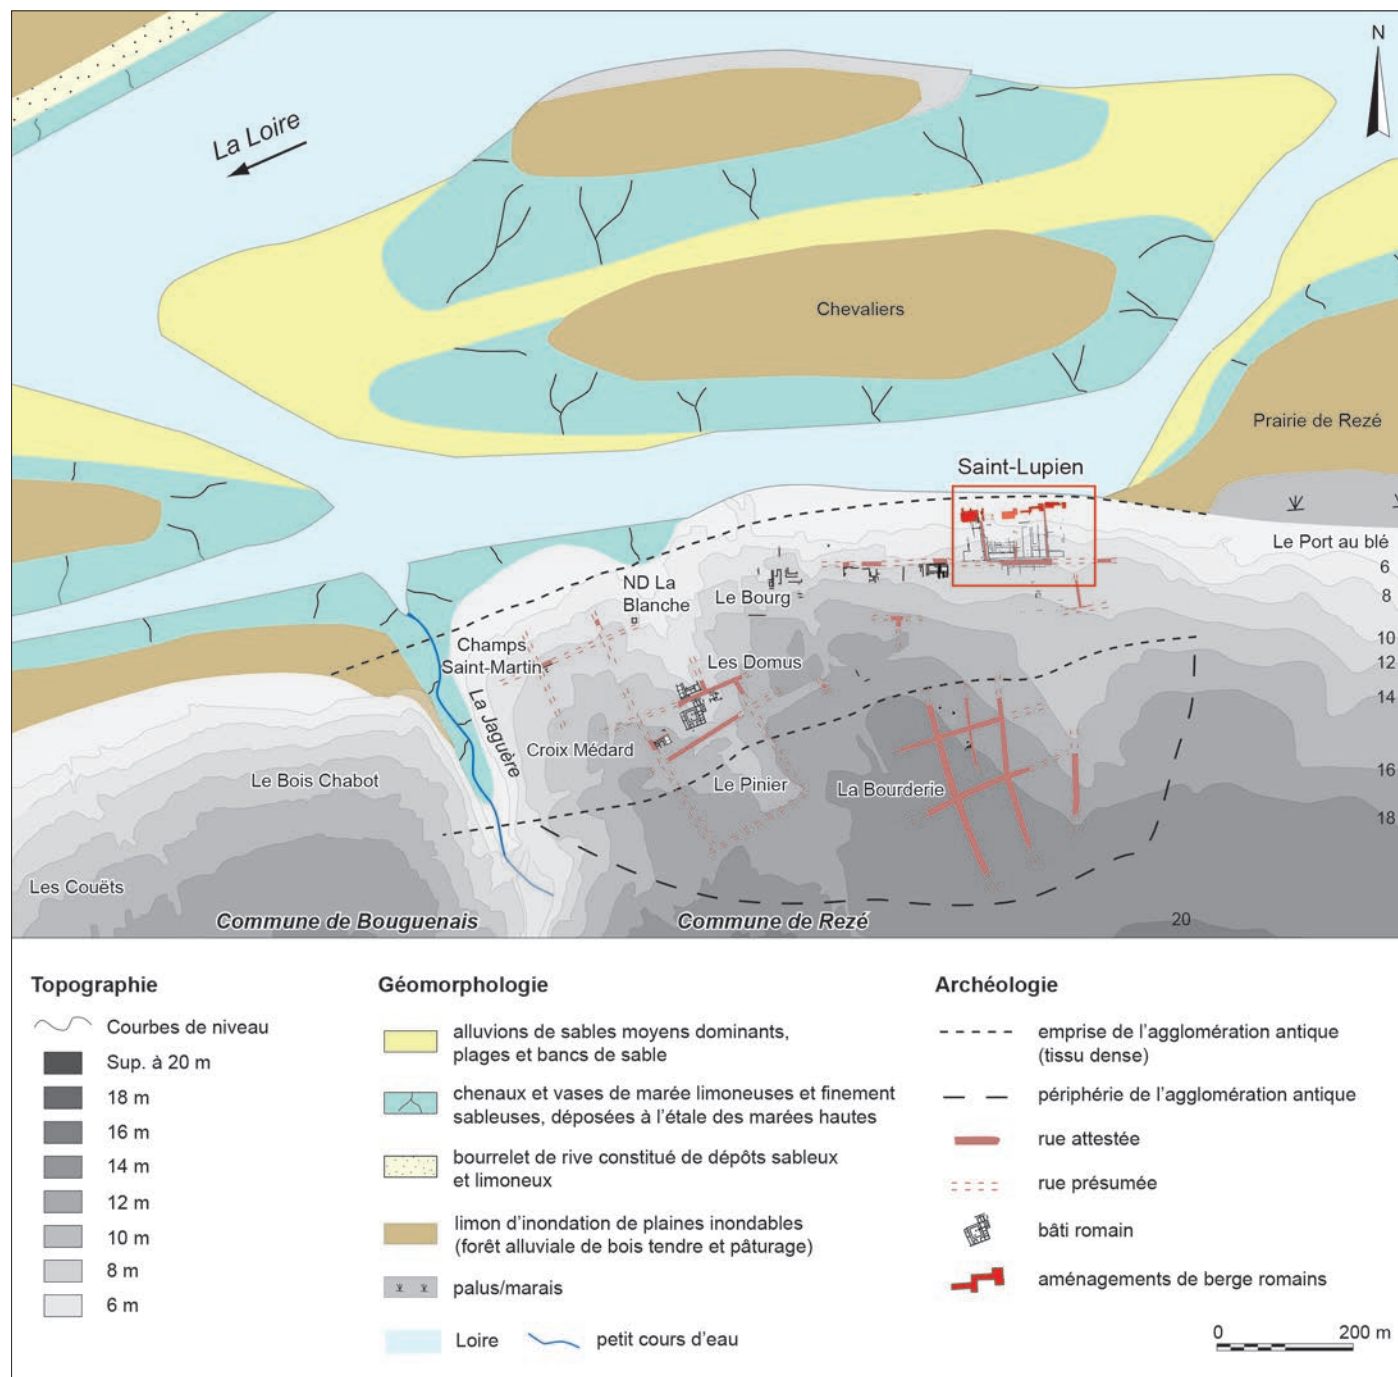 N
La Loire
Chevaliers
Prairie de Rezé
Saint-Lupien
Le Port au blé
6
8
10
12
14
16
18
20
ND La
Blanche
Le Bourg
Champs
Saint-Martin
Les Domus
La Jaguère
Croix Médard
Le Bois Chabot
Le Pinier
La Bourderie
Les Couëts
Commune de Bouguenais
Commune de Rezé
Topographie
Courbes de niveau
Sup. à 20 m
18 m
16 m
14 m
12 m
10 m
8 m
6 m
Géomorphologie
alluvions de sables moyens dominants,
plages et bancs de sable
chenaux et vases de marée limoneuses et finement
sableuses, déposées à l'étale des marées hautes
bourrelet de rive constitué de dépôts sableux
et limoneux
limon d'inondation de plaines inondables
(forêt alluviale de bois tendre et pâturage)
palus/marais
Loire
petit cours d'eau
Archéologie
emprise de l'agglomération antique
(tissu dense)
périphérie de l'agglomération antique
rue attestée
rue présumée
bâti romain
aménagements de berge romains
0 200 m